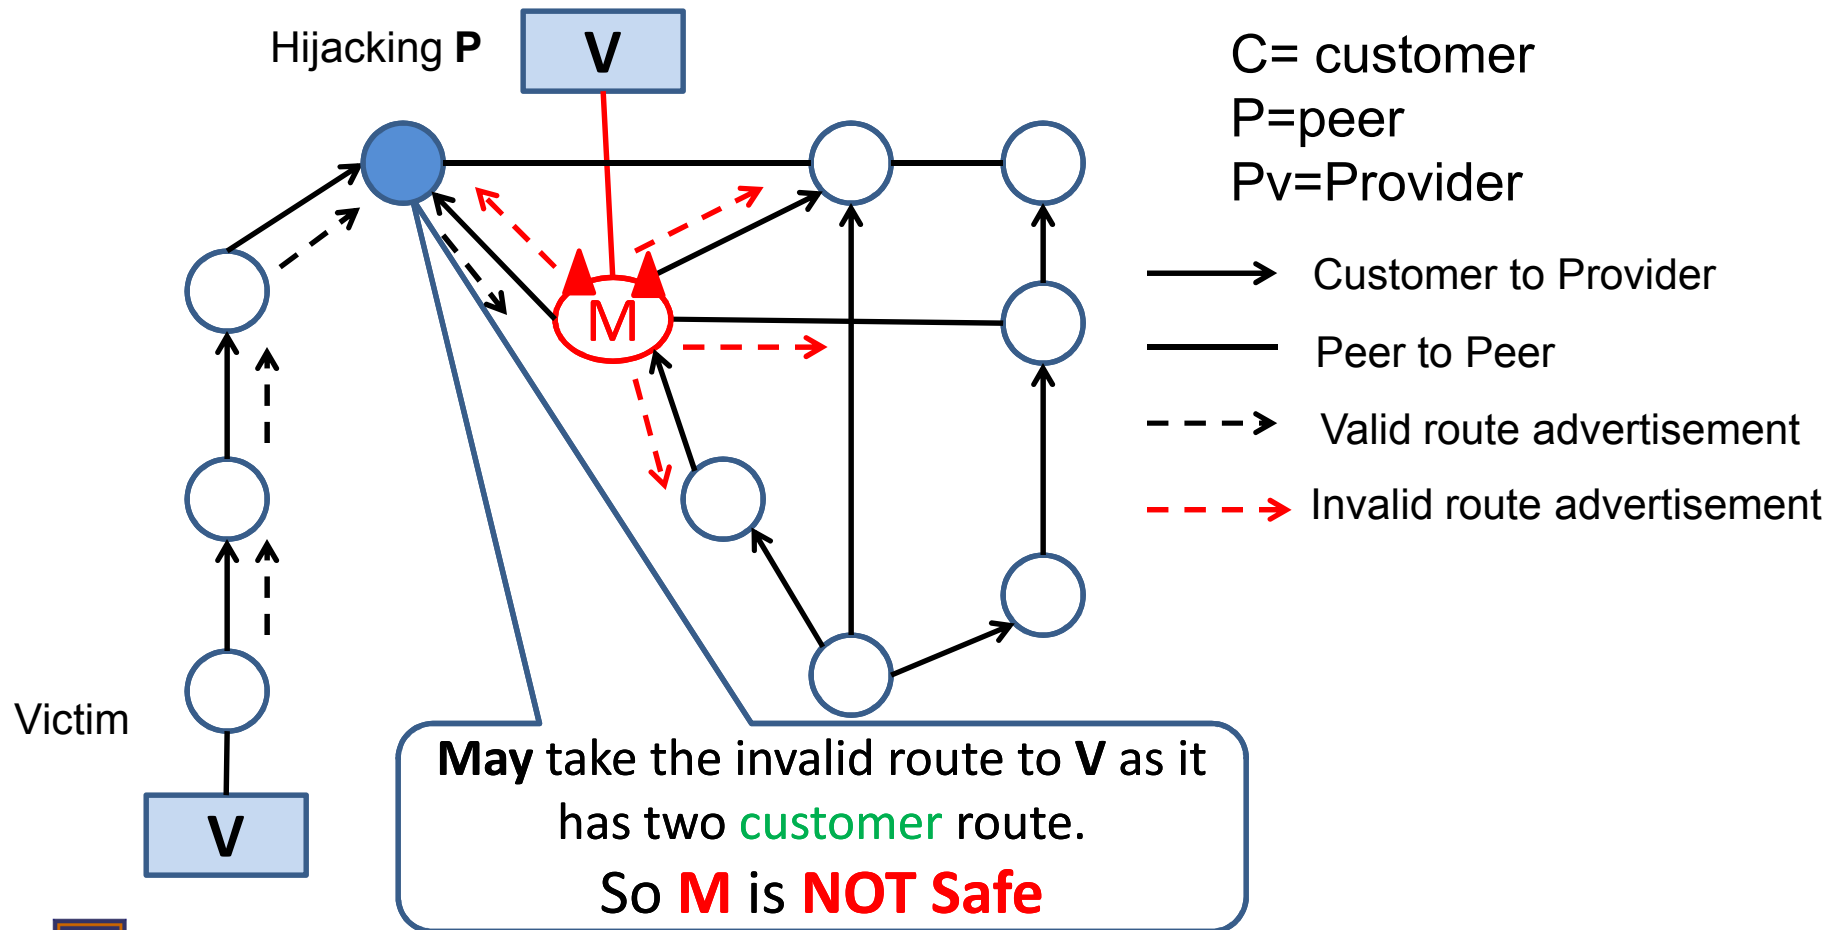 Hijacking P
V
C= customer
P=peer
Pv=Provider
Customer to Provider
Peer to Peer
Valid route advertisement
Invalid route advertisement
M
Victim
V
May take the invalid route to V as it
has two customer route.
So M is NOT Safe